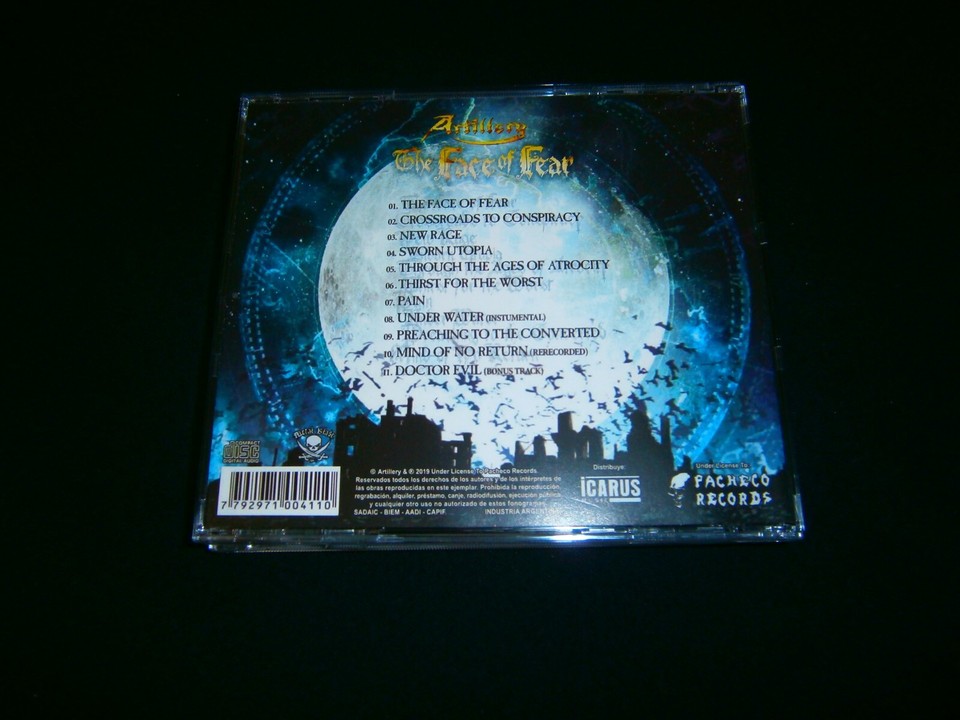 Artillery
The Face of Fear
01. THE FACE OF FEAR
02. CROSSROADS TO CONSPIRACY
03. NEW RAGE
04. SWORN UTOPIA
05. THROUGH THE AGES OF ATROCITY
06. THIRST FOR THE WORST
07. PAIN
08. UNDER WATER (INSTUMENTAL)
09. PREACHING TO THE CONVERTED
10. MIND OF NO RETURN (RERECORDED)
11. DOCTOR EVIL (BONUS TRACK)
COMPACT
DISC
DIGITAL AUDIO
METAL BLADE
7 792971 004110
© Artillery & ℗ 2019 Under License To Pacheco Records.
Reservados todos los derechos de los autores y de los intérpretes de
las obras reproducidas en este ejemplar. Prohibida la reproducción,
regrabación, alquiler, préstamo, canje, radiodifusión, ejecución pública
y cualquier otro uso no autorizado de estos fonogramas.
SADAIC - BIEM - AADI - CAPIF INDUSTRIA ARGENTINA
Distribuye:
iCARUS
Under License To:
PACHECO
RECORDS